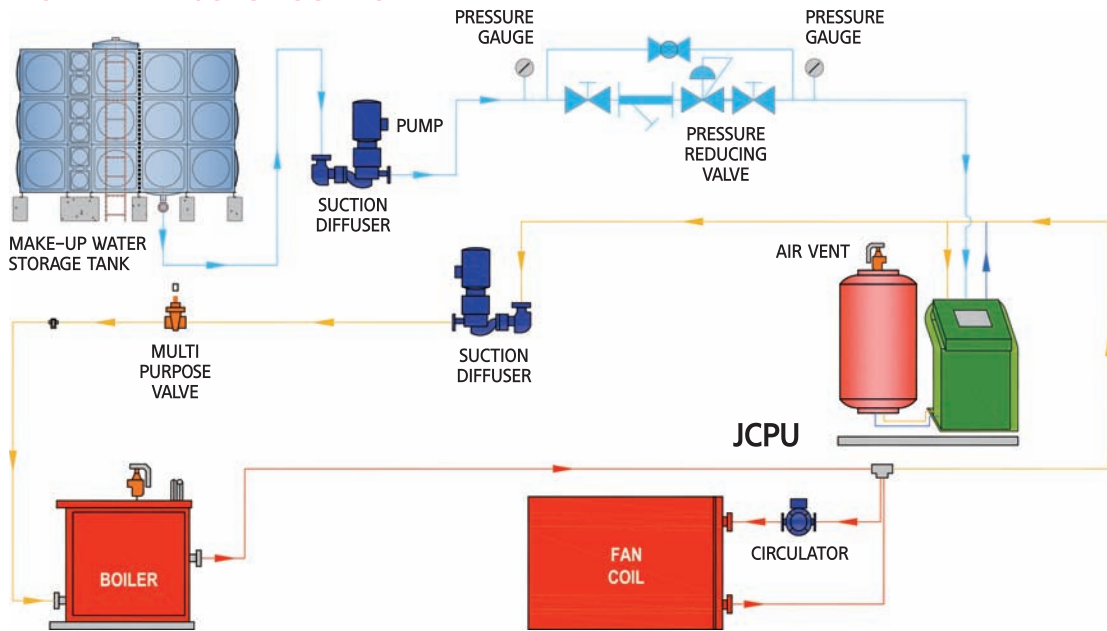 PRESSURE
GAUGE
PRESSURE
GAUGE
PUMP
PRESSURE
REDUCING
VALVE
SUCTION
DIFFUSER
MAKE-UP WATER
STORAGE TANK
AIR VENT
MULTI
PURPOSE
VALVE
SUCTION
DIFFUSER
JCPU
BOILER
FAN
COIL
CIRCULATOR